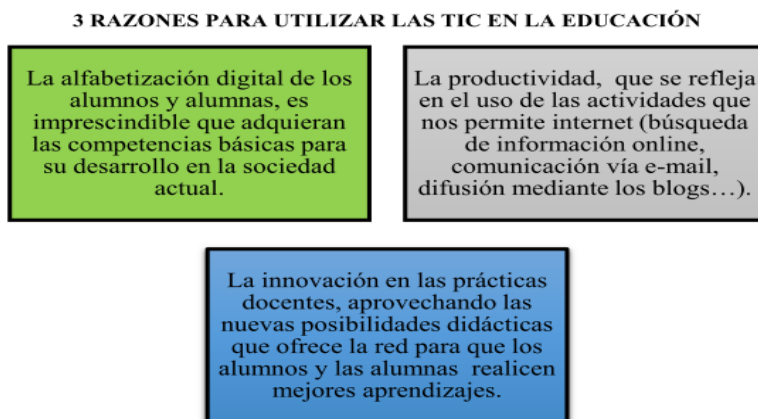 3 RAZONES PARA UTILIZAR LAS TIC EN LA EDUCACIÓN
La alfabetización digital de los
alumnos y alumnas, es
imprescindible que adquieran
las competencias básicas para
su desarrollo en la sociedad
actual.
La productividad, que se refleja
en el uso de las actividades que
nos permite internet (búsqueda
de información online,
comunicación vía e-mail,
difusión mediante los blogs…).
La innovación en las prácticas
docentes, aprovechando las
nuevas posibilidades didácticas
que ofrece la red para que los
alumnos y las alumnas realicen
mejores aprendizajes.